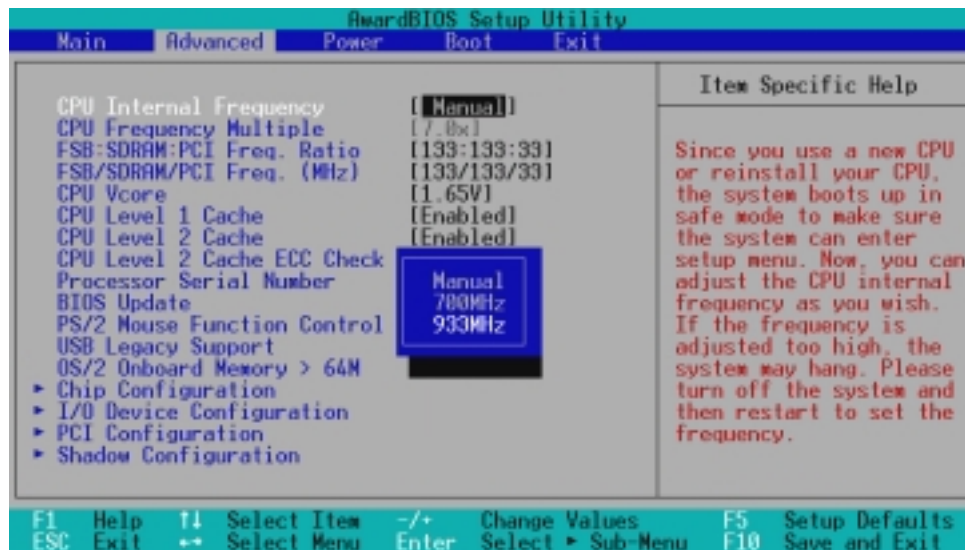 AwardBIOS Setup Utility
Main Advanced Power Boot Exit
CPU Internal Frequency [ Manual]
CPU Frequency Multiple [7.0x]
FSB:SDRAM:PCI Freq. Ratio [133:133:33]
FSB/SDRAM/PCI Freq. (MHz) [133/133/33]
CPU Vcore [1.65V]
CPU Level 1 Cache [Enabled]
CPU Level 2 Cache [Enabled]
CPU Level 2 Cache ECC Check
Processor Serial Number
BIOS Update
PS/2 Mouse Function Control
USB Legacy Support
OS/2 Onboard Memory > 64M
► Chip Configuration
► I/O Device Configuration
► PCI Configuration
► Shadow Configuration
Manual
700MHz
933MHz
Item Specific Help
Since you use a new CPU
or reinstall your CPU,
the system boots up in
safe mode to make sure
the system can enter
setup menu. Now, you can
adjust the CPU internal
frequency as you wish.
If the frequency is
adjusted too high, the
system may hang. Please
turn off the system and
then restart to set the
frequency.
F1 Help ↑↓ Select Item -/+ Change Values F5 Setup Defaults
ESC Exit ←→ Select Menu Enter Select ► Sub-Menu F10 Save and Exit